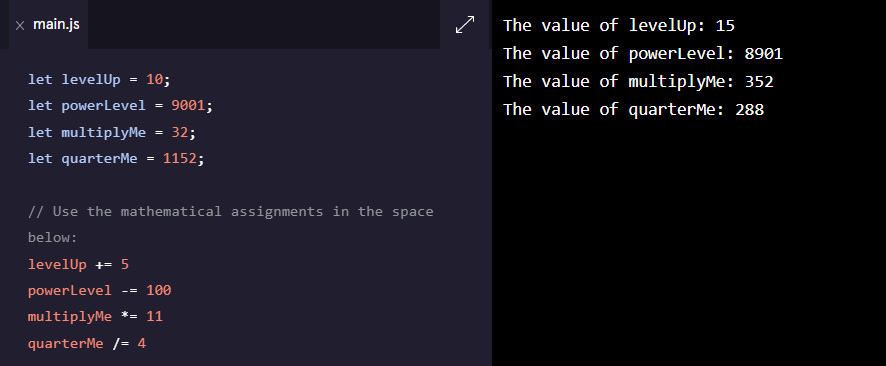 × main.js
let levelUp = 10;
let powerLevel = 9001;
let multiplyMe = 32;
let quarterMe = 1152;
// Use the mathematical assignments in the space
below:
levelUp += 5
powerLevel -= 100
multiplyMe *= 11
quarterMe /= 4
The value of levelUp: 15
The value of powerLevel: 8901
The value of multiplyMe: 352
The value of quarterMe: 288